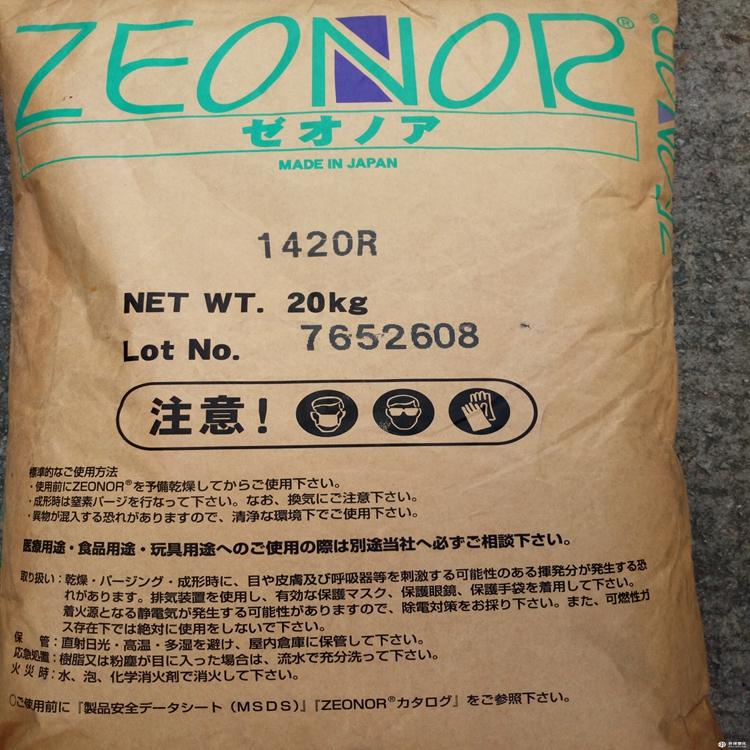 ZEONOR®
ゼオノア
MADE IN JAPAN
1420R
NET WT. 20kg
Lot No. 7652608
注意！
標準的なご使用方法
・使用前にZEONOR®を予備乾燥してからご使用下さい。
・成形時は窒素パージを行なって下さい。なお、換気にご注意下さい。
・異物が混入する恐れがありますので、清浄な環境下でご使用下さい。
医療用途・食品用途・玩具用途へのご使用の際は別途当社へ必ずご相談下さい。
取り扱い：乾燥・パージング・成形時に、目や皮膚及び呼吸器等を刺激する可能性のある揮発分が発生する恐
れがあります。排気装置を使用し、有効な保護マスク、保護眼鏡、保護手袋を着用して下さい。
着火源となる静電気が発生する可能性がありますので、除電対策をお採り下さい。また、可燃性ガ
ス存在下では絶対に使用をしないで下さい。
保　管：直射日光・高温・多湿を避け、屋内倉庫に保管して下さい。
応急処置：樹脂又は粉塵が目に入った場合は、流水で充分洗って下さい。
火災時：水、泡、化学消火剤で消火して下さい。
○ご使用前に『製品安全データシート（MSDS）』『ZEONOR®カタログ』をご参照下さい。